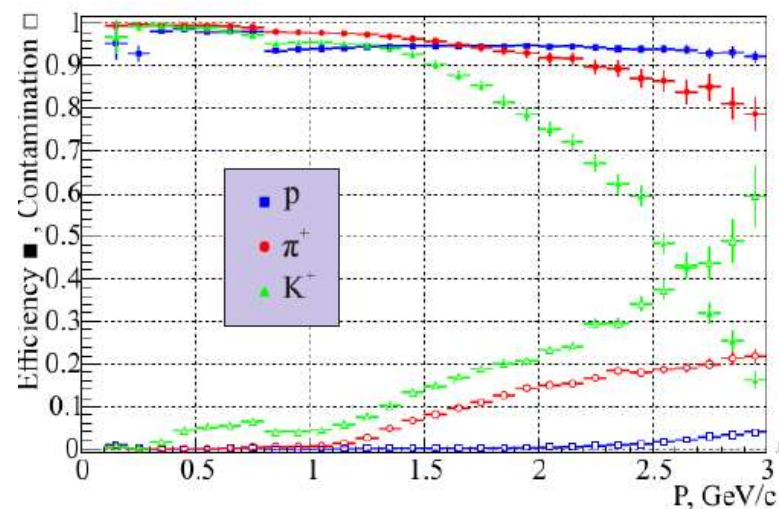 Efficiency ■ , Contamination □
1
0.9
0.8
0.7
0.6
0.5
0.4
0.3
0.2
0.1
0
p
π⁺
K⁺
0 0.5 1 1.5 2 2.5 3
P, GeV/c